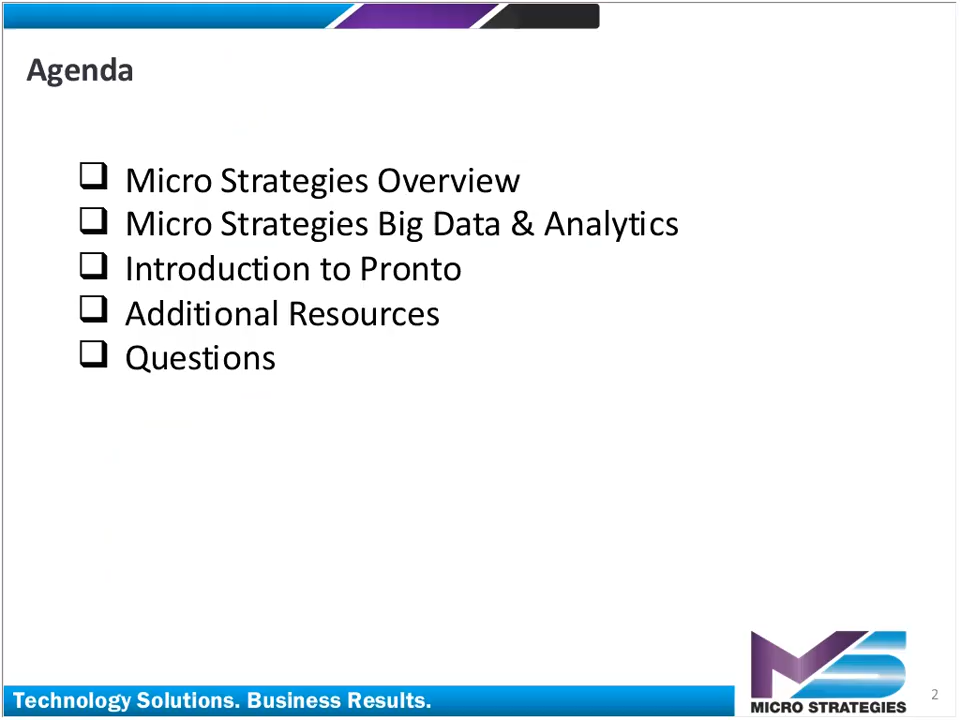 Agenda
Micro Strategies Overview
Micro Strategies Big Data & Analytics
Introduction to Pronto
Additional Resources
Questions
Technology Solutions. Business Results.
MS
MICRO STRATEGIES
2